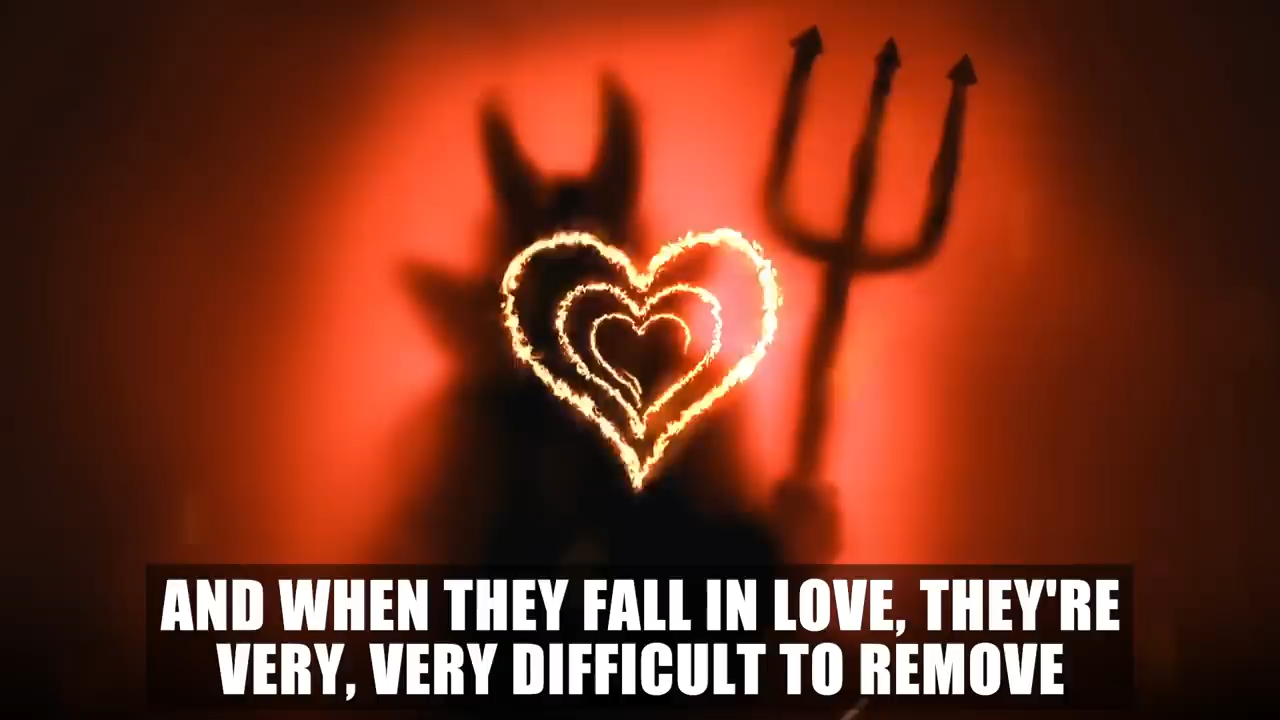 AND WHEN THEY FALL IN LOVE, THEY'RE
VERY, VERY DIFFICULT TO REMOVE